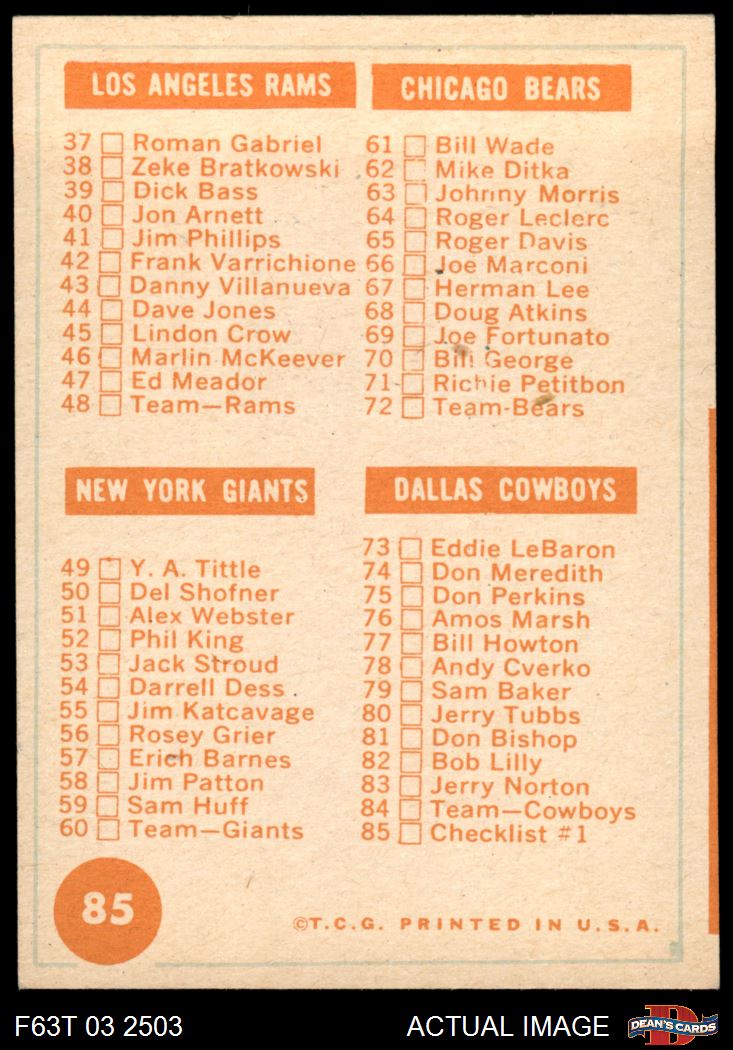 LOS ANGELES RAMS
37 Roman Gabriel
38 Zeke Bratkowski
39 Dick Bass
40 Jon Arnett
41 Jim Phillips
42 Frank Varrichione
43 Danny Villanueva
44 Dave Jones
45 Lindon Crow
46 Marlin McKeever
47 Ed Meador
48 Team—Rams
CHICAGO BEARS
61 Bill Wade
62 Mike Ditka
63 Johnny Morris
64 Roger Leclerc
65 Roger Davis
66 Joe Marconi
67 Herman Lee
68 Doug Atkins
69 Joe Fortunato
70 Bill George
71 Richie Petitbon
72 Team-Bears
NEW YORK GIANTS
49 Y. A. Tittle
50 Del Shofner
51 Alex Webster
52 Phil King
53 Jack Stroud
54 Darrell Dess
55 Jim Katcavage
56 Rosey Grier
57 Erich Barnes
58 Jim Patton
59 Sam Huff
60 Team—Giants
DALLAS COWBOYS
73 Eddie LeBaron
74 Don Meredith
75 Don Perkins
76 Amos Marsh
77 Bill Howton
78 Andy Cverko
79 Sam Baker
80 Jerry Tubbs
81 Don Bishop
82 Bob Lilly
83 Jerry Norton
84 Team—Cowboys
85 Checklist #1
85
©T.C.G. PRINTED IN U.S.A.
F63T 03 2503
ACTUAL IMAGE
DEAN'S CARDS